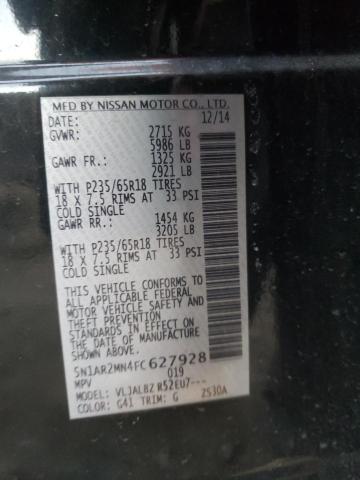 MFD BY NISSAN MOTOR CO., LTD.
DATE: 12/14
GVWR: 2715 KG
5986 LB
GAWR FR.: 1325 KG
2921 LB
WITH P235/65R18 TIRES
18 X 7.5 RIMS AT 33 PSI
COLD SINGLE
GAWR RR.: 1454 KG
3205 LB
WITH P235/65R18 TIRES
18 X 7.5 RIMS AT 33 PSI
COLD SINGLE
THIS VEHICLE CONFORMS TO
ALL APPLICABLE FEDERAL
MOTOR VEHICLE SAFETY AND
THEFT PREVENTION
STANDARDS IN EFFECT ON
THE DATE OF MANUFACTURE
SHOWN ABOVE.
5N1AR2MN4FC627928
MPV 019
MODEL: VLJALBZ R52EU7---
COLOR: G41 TRIM: G ZS30A